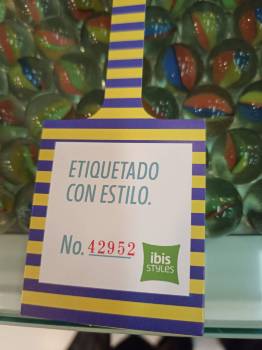 ETIQUETADO
CON ESTILO.
No. 42952
ibis
STYLES